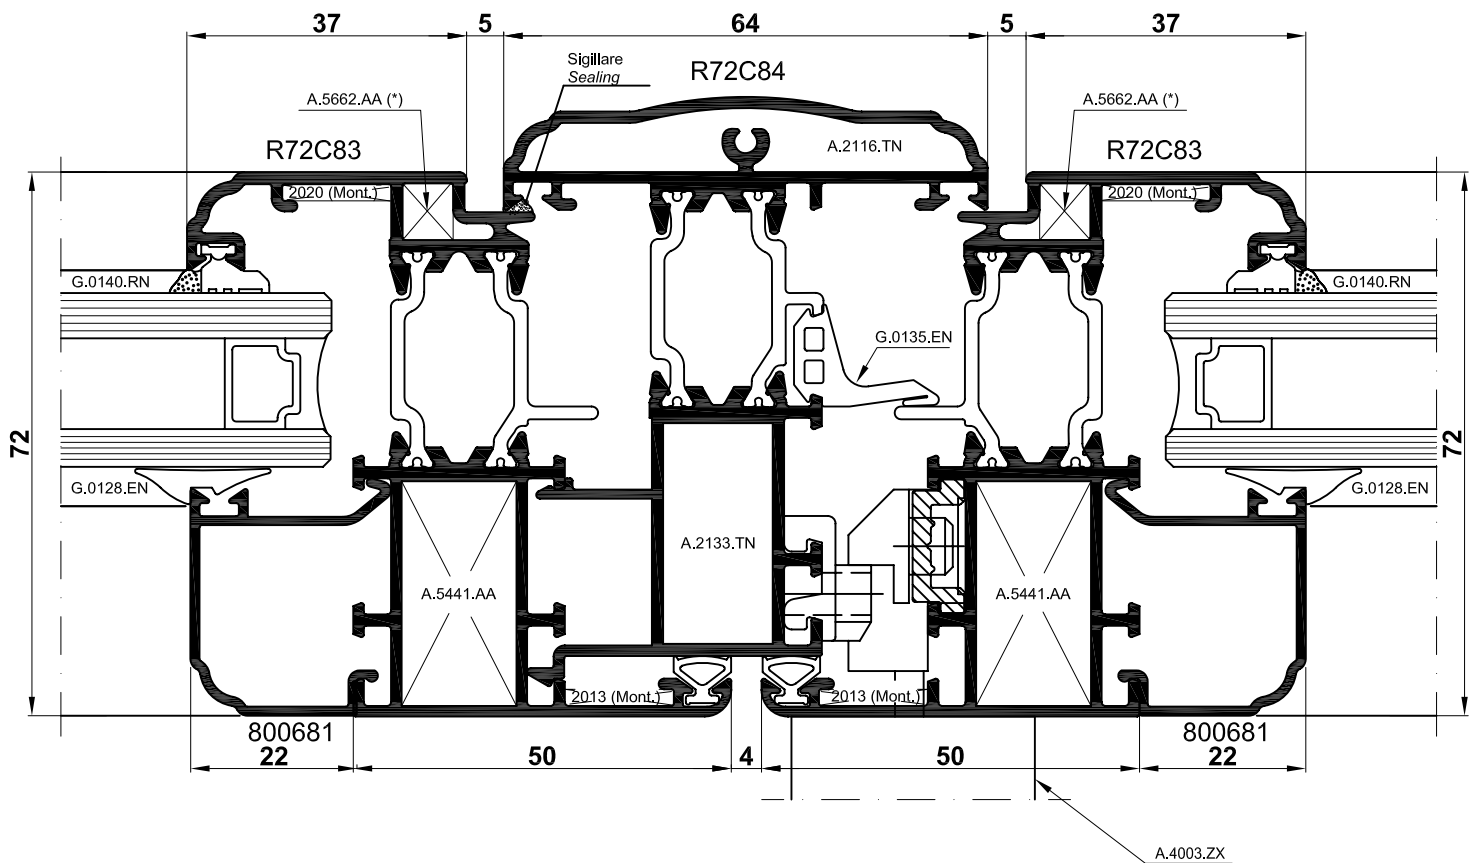 37
5
64
5
37
Sigillare
Sealing
R72C84
A.5662.AA (*)
A.5662.AA (*)
R72C83
A.2116.TN
R72C83
2020 (Mont.)
2020 (Mont.)
G.0140.RN
G.0140.RN
G.0135.EN
72
72
G.0128.EN
G.0128.EN
A.2133.TN
A.5441.AA
A.5441.AA
2013 (Mont.)
2013 (Mont.)
800681
800681
22
50
4
50
22
A.4003.ZX